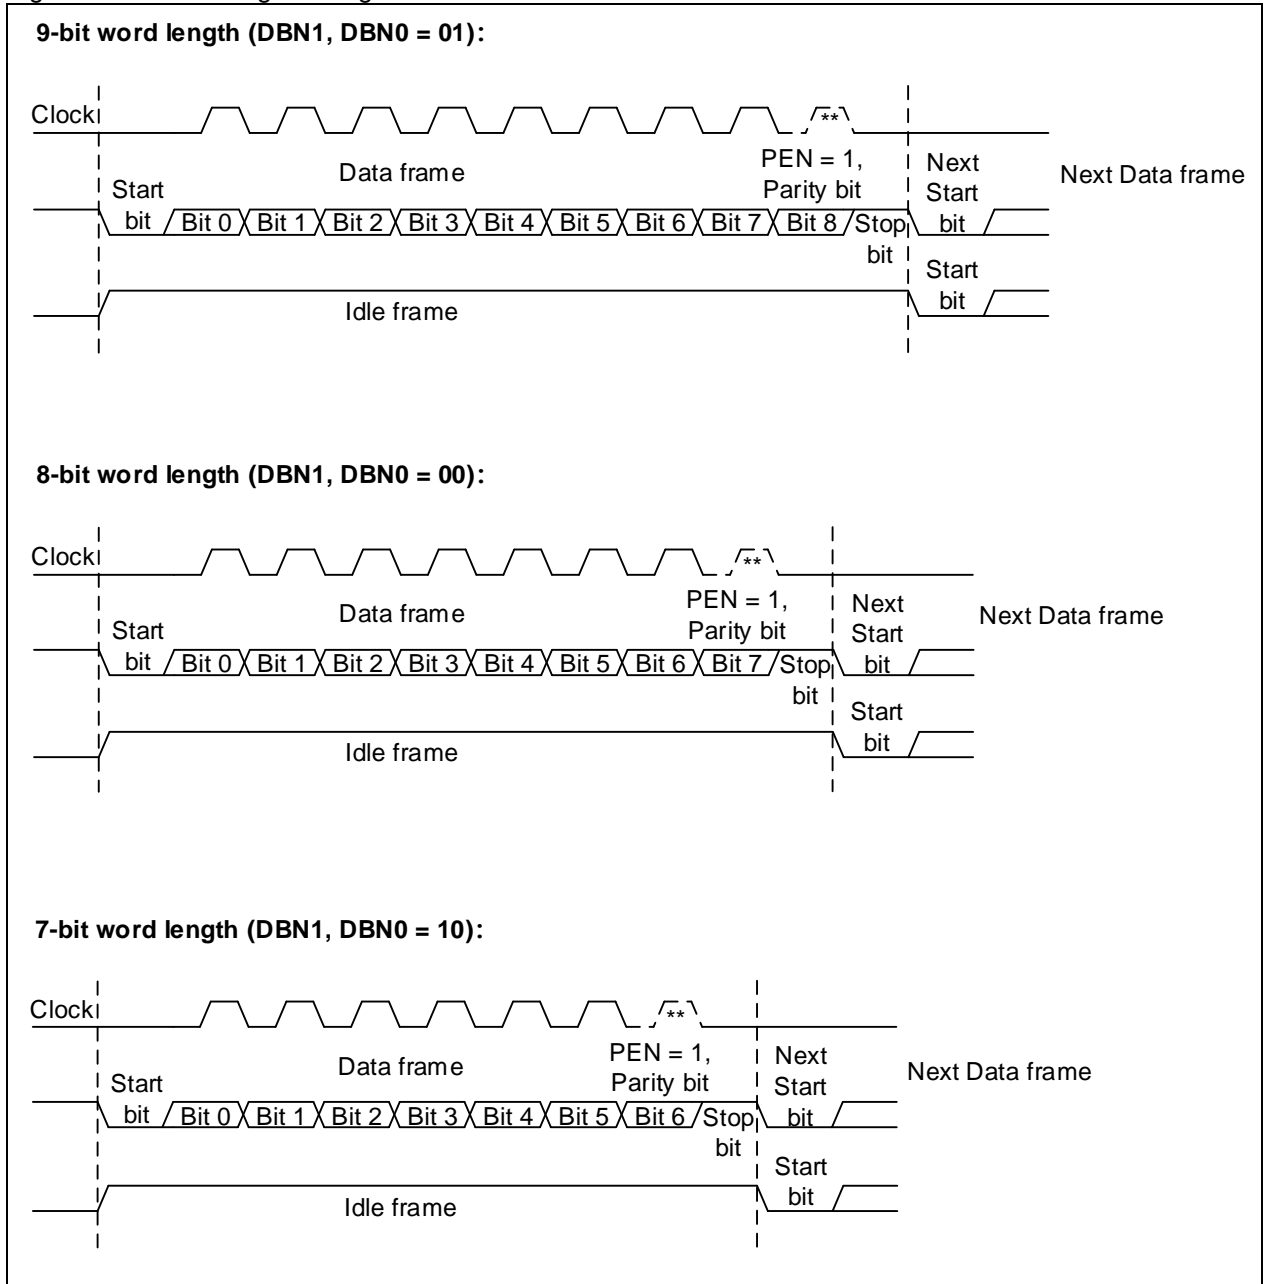 9-bit word length (DBN1, DBN0 = 01):
Clock
**
Data frame
PEN = 1,
Parity bit
Next
Start
bit
Next Data frame
Start
bit
Bit 0
Bit 1
Bit 2
Bit 3
Bit 4
Bit 5
Bit 6
Bit 7
Bit 8
Stop
bit
Start
bit
Idle frame
8-bit word length (DBN1, DBN0 = 00):
Clock
**
Data frame
PEN = 1,
Parity bit
Next
Start
bit
Next Data frame
Start
bit
Bit 0
Bit 1
Bit 2
Bit 3
Bit 4
Bit 5
Bit 6
Bit 7
Stop
bit
Start
bit
Idle frame
7-bit word length (DBN1, DBN0 = 10):
Clock
**
Data frame
PEN = 1,
Parity bit
Next
Start
bit
Next Data frame
Start
bit
Bit 0
Bit 1
Bit 2
Bit 3
Bit 4
Bit 5
Bit 6
Stop
bit
Start
bit
Idle frame